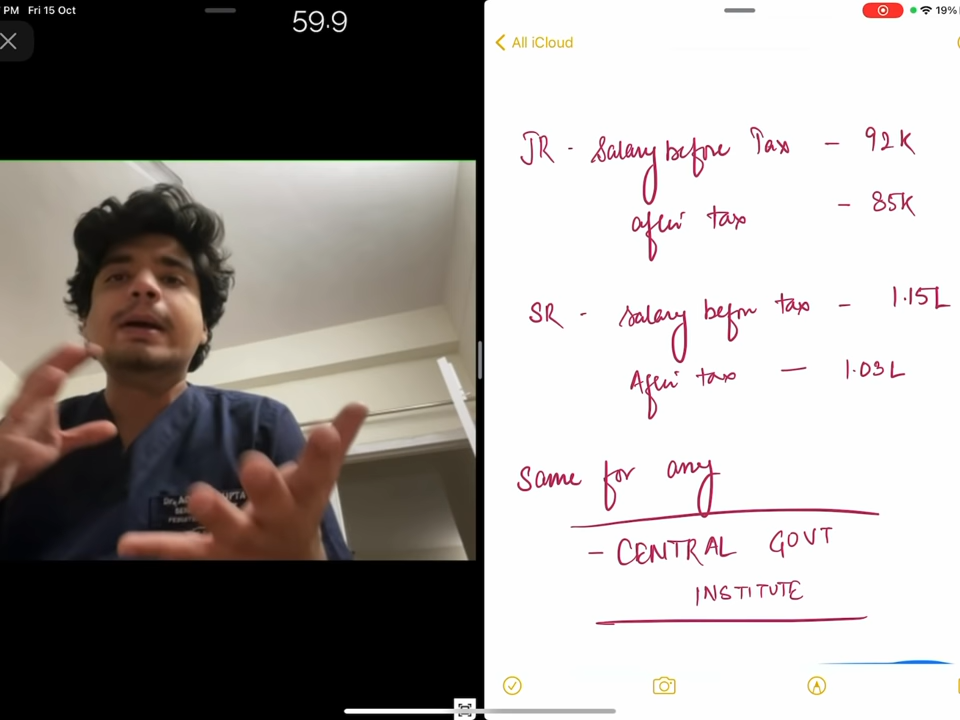 PM Fri 15 Oct
59.9
19%
All iCloud
JR - Salary before Tax - 92K
after tax - 85K
SR - salary before tax - 1.15L
After tax - 1.03L
Same for any
- CENTRAL GOVT
INSTITUTE